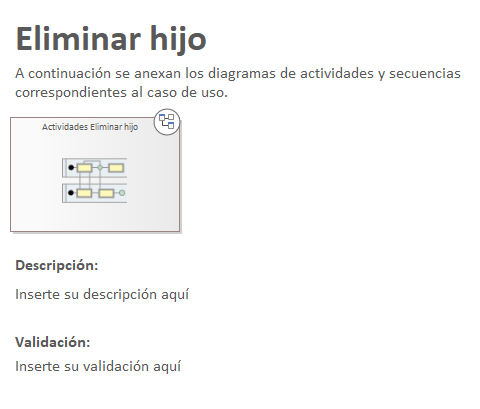 Eliminar hijo
A continuación se anexan los diagramas de actividades y secuencias
correspondientes al caso de uso.
Actividades Eliminar hijo
Descripción:
Inserte su descripción aquí
Validación:
Inserte su validación aquí